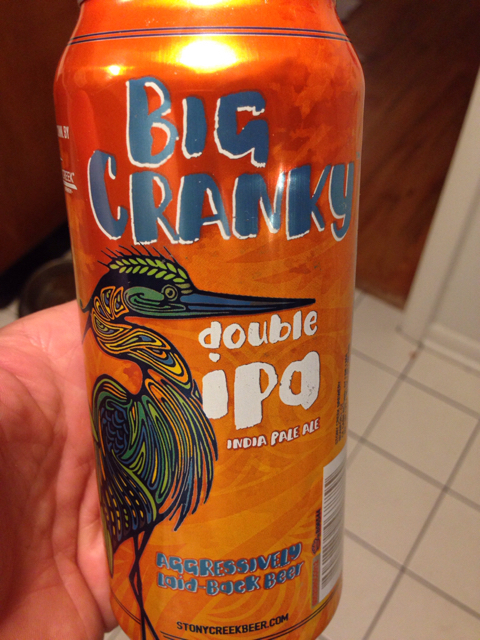 BIG
CRANKY
double
ipa
INDIA PALE ALE
AGGRESSIVELY
Laid-Back Beer
STONYCREEKBEER.COM